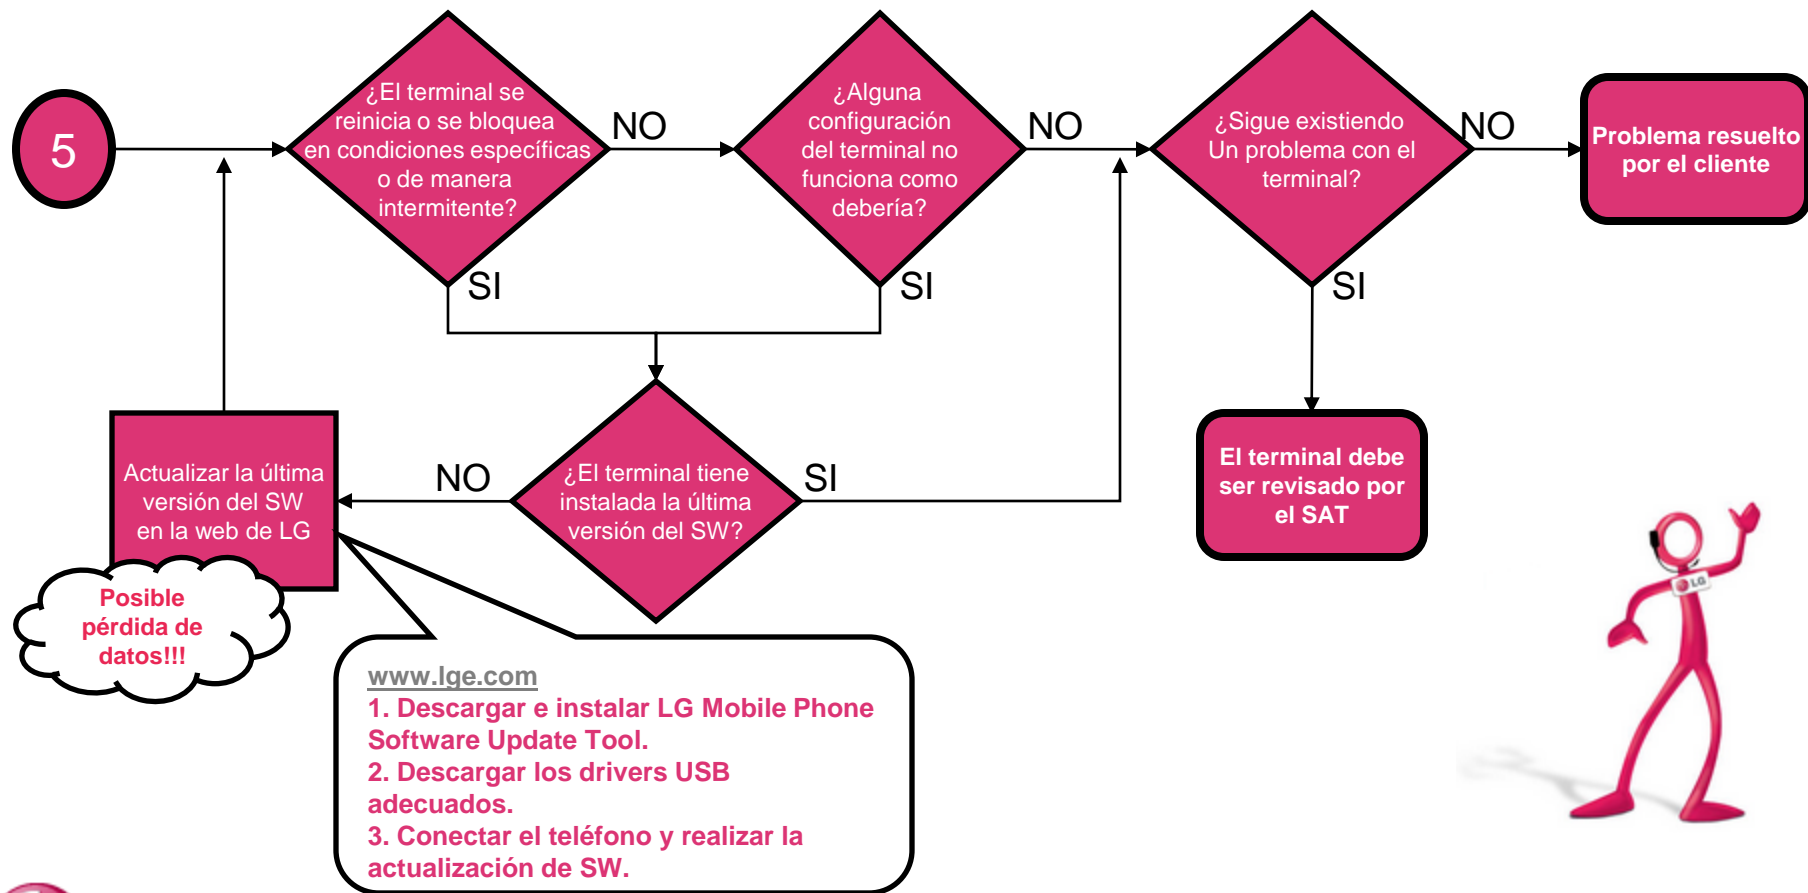 5
¿El terminal se
reinicia o se bloquea
en condiciones específicas
o de manera
intermitente?
NO
SI
¿Alguna
configuración
del terminal no
funciona como
debería?
NO
SI
¿Sigue existiendo
Un problema con el
terminal?
NO
SI
Problema resuelto
por el cliente
Actualizar la última
versión del SW
en la web de LG
NO
¿El terminal tiene
instalada la última
versión del SW?
SI
El terminal debe
ser revisado por
el SAT
Posible
pérdida de
datos!!!
www.lge.com
1. Descargar e instalar LG Mobile Phone
Software Update Tool.
2. Descargar los drivers USB
adecuados.
3. Conectar el teléfono y realizar la
actualización de SW.
LG